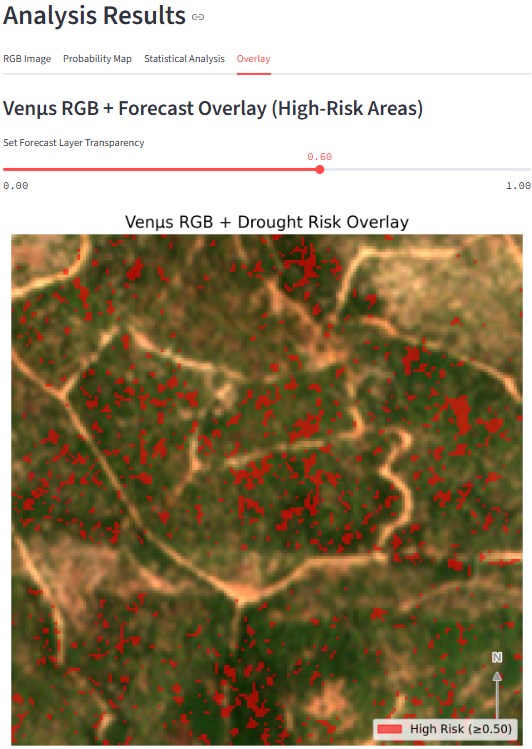 Analysis Results
RGB Image Probability Map Statistical Analysis Overlay
Venμs RGB + Forecast Overlay (High-Risk Areas)
Set Forecast Layer Transparency
0.60
0.00 1.00
Venμs RGB + Drought Risk Overlay
N
High Risk (≥0.50)